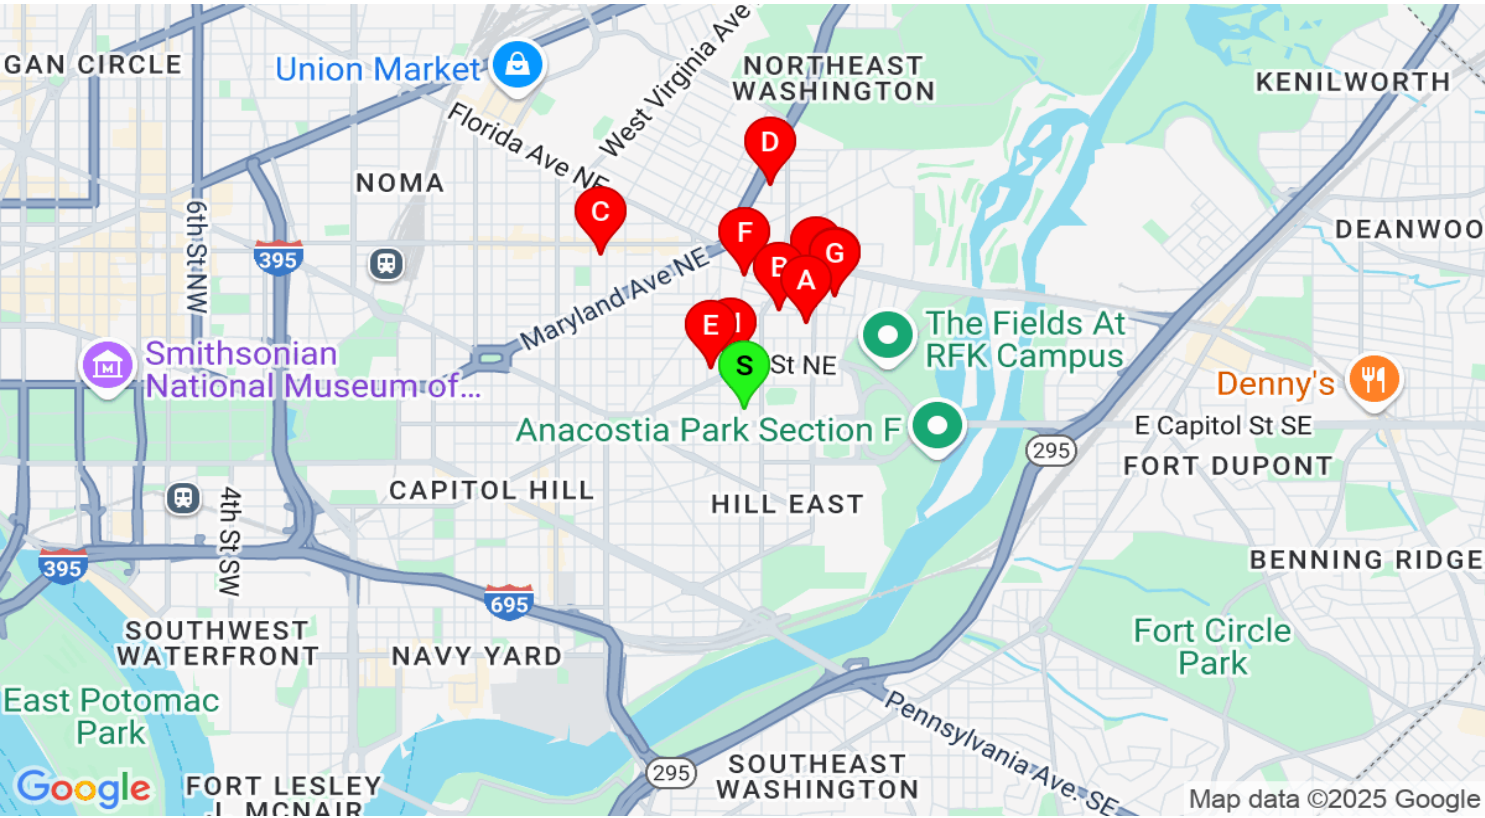 GAN CIRCLE
Union Market
West Virginia Ave
NORTHEAST
WASHINGTON
KENILWORTH
Florida Ave NE
D
NOMA
C
6th St NW
F
G
DEANWOO
395
B
A
Maryland Ave NE
E
S
St NE
The Fields At
RFK Campus
Smithsonian
National Museum of...
Denny's
Anacostia Park Section F
E Capitol St SE
295
FORT DUPONT
CAPITOL HILL
HILL EAST
4th St SW
395
BENNING RIDGE
695
SOUTHWEST
WATERFRONT
NAVY YARD
Fort Circle
Park
East Potomac
Park
Pennsylvania Ave. SE
295
SOUTHEAST
WASHINGTON
Google
FORT LESLEY
J. MCNAIR
Map data ©2025 Google